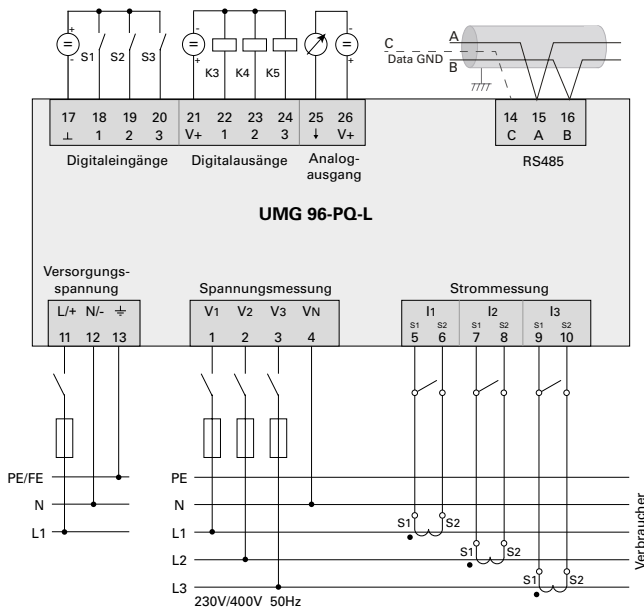 + - S1 S2 S3 - + K3 K4 K5 - +
C A
Data GND
B
17 18 19 20 21 22 23 24 25 26 14 15 16
⊥ 1 2 3 V+ 1 2 3 ↓ V+ C A B
Digitaleingänge Digitalausänge Analog-
ausgang
RS485
UMG 96-PQ-L
Versorgungs-
spannung
Spannungsmessung
Strommessung
L/+ N/- V1 V2 V3 VN I1 I2 I3
S1 S2 S1 S2 S1 S2
11 12 13 1 2 3 4 5 6 7 8 9 10
PE/FE PE
N N
L1 L1 S1 S2
L2 S1 S2
L3 S1 S2
230V/400V 50Hz
Verbraucher